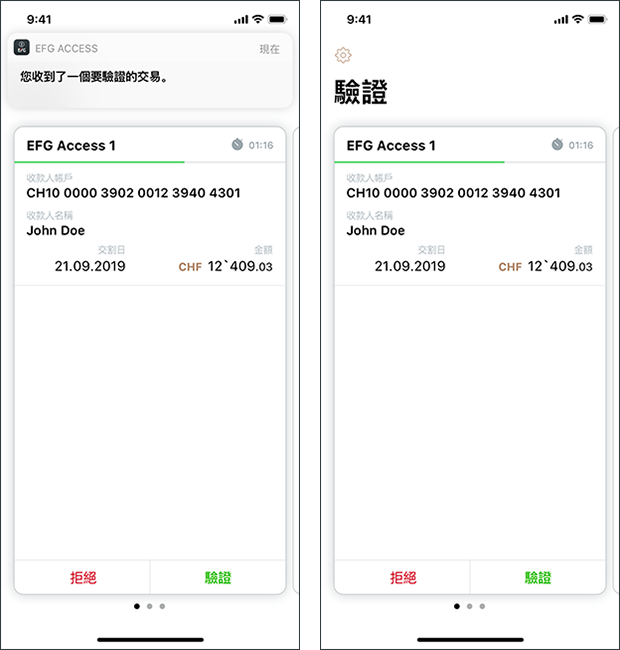 9:41
EFG
EFG ACCESS
現在
您收到了一個要驗證的交易。
EFG Access 1
01:16
收款人帳戶
CH10 0000 3902 0012 3940 4301
收款人名稱
John Doe
交割日
金額
21.09.2019
CHF 12`409.03
拒絕
驗證
9:41
驗證
EFG Access 1
01:16
收款人帳戶
CH10 0000 3902 0012 3940 4301
收款人名稱
John Doe
交割日
金額
21.09.2019
CHF 12`409.03
拒絕
驗證